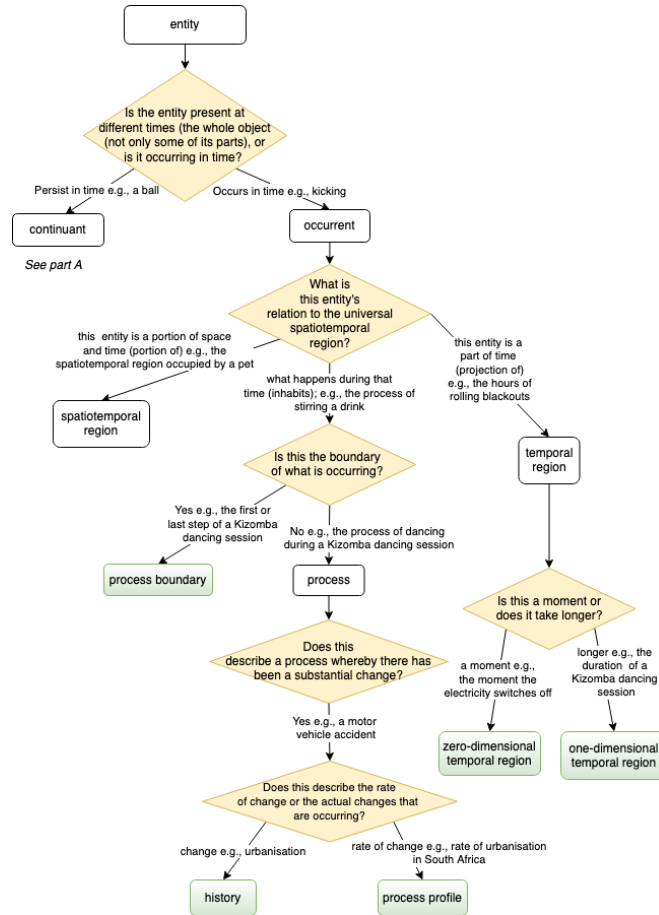 entity
Is the entity present at
different times (the whole object
(not only some of its parts), or
is it occurring in time?
Persist in time e.g., a ball
Occurs in time e.g., kicking
continuant
occurrent
See part A
What is
this entity's
relation to the universal
spatiotemporal
region?
this entity is a portion of space
and time (portion of) e.g., the
spatiotemporal region occupied by a pet
what happens during that
time (inhabits); e.g., the process of
stirring a drink
this entity is a
part of time
(projection of)
e.g., the hours of
rolling blackouts
spatiotemporal
region
Is this the boundary
of what is occurring?
temporal
region
Yes e.g., the first or
last step of a Kizomba
dancing session
No e.g., the process of dancing
during a Kizomba dancing session
process boundary
process
Is this a moment or
does it take longer?
Does this
describe a process whereby there has
been a substantial change?
a moment e.g.,
the moment the
electricity switches off
longer e.g., the
duration of a
Kizomba dancing
session
Yes e.g., a motor
vehicle accident
zero-dimensional
temporal region
one-dimensional
temporal region
Does this describe the rate
of change or the actual changes that
are occurring?
change e.g., urbanisation
rate of change e.g., rate of urbanisation
in South Africa
history
process profile